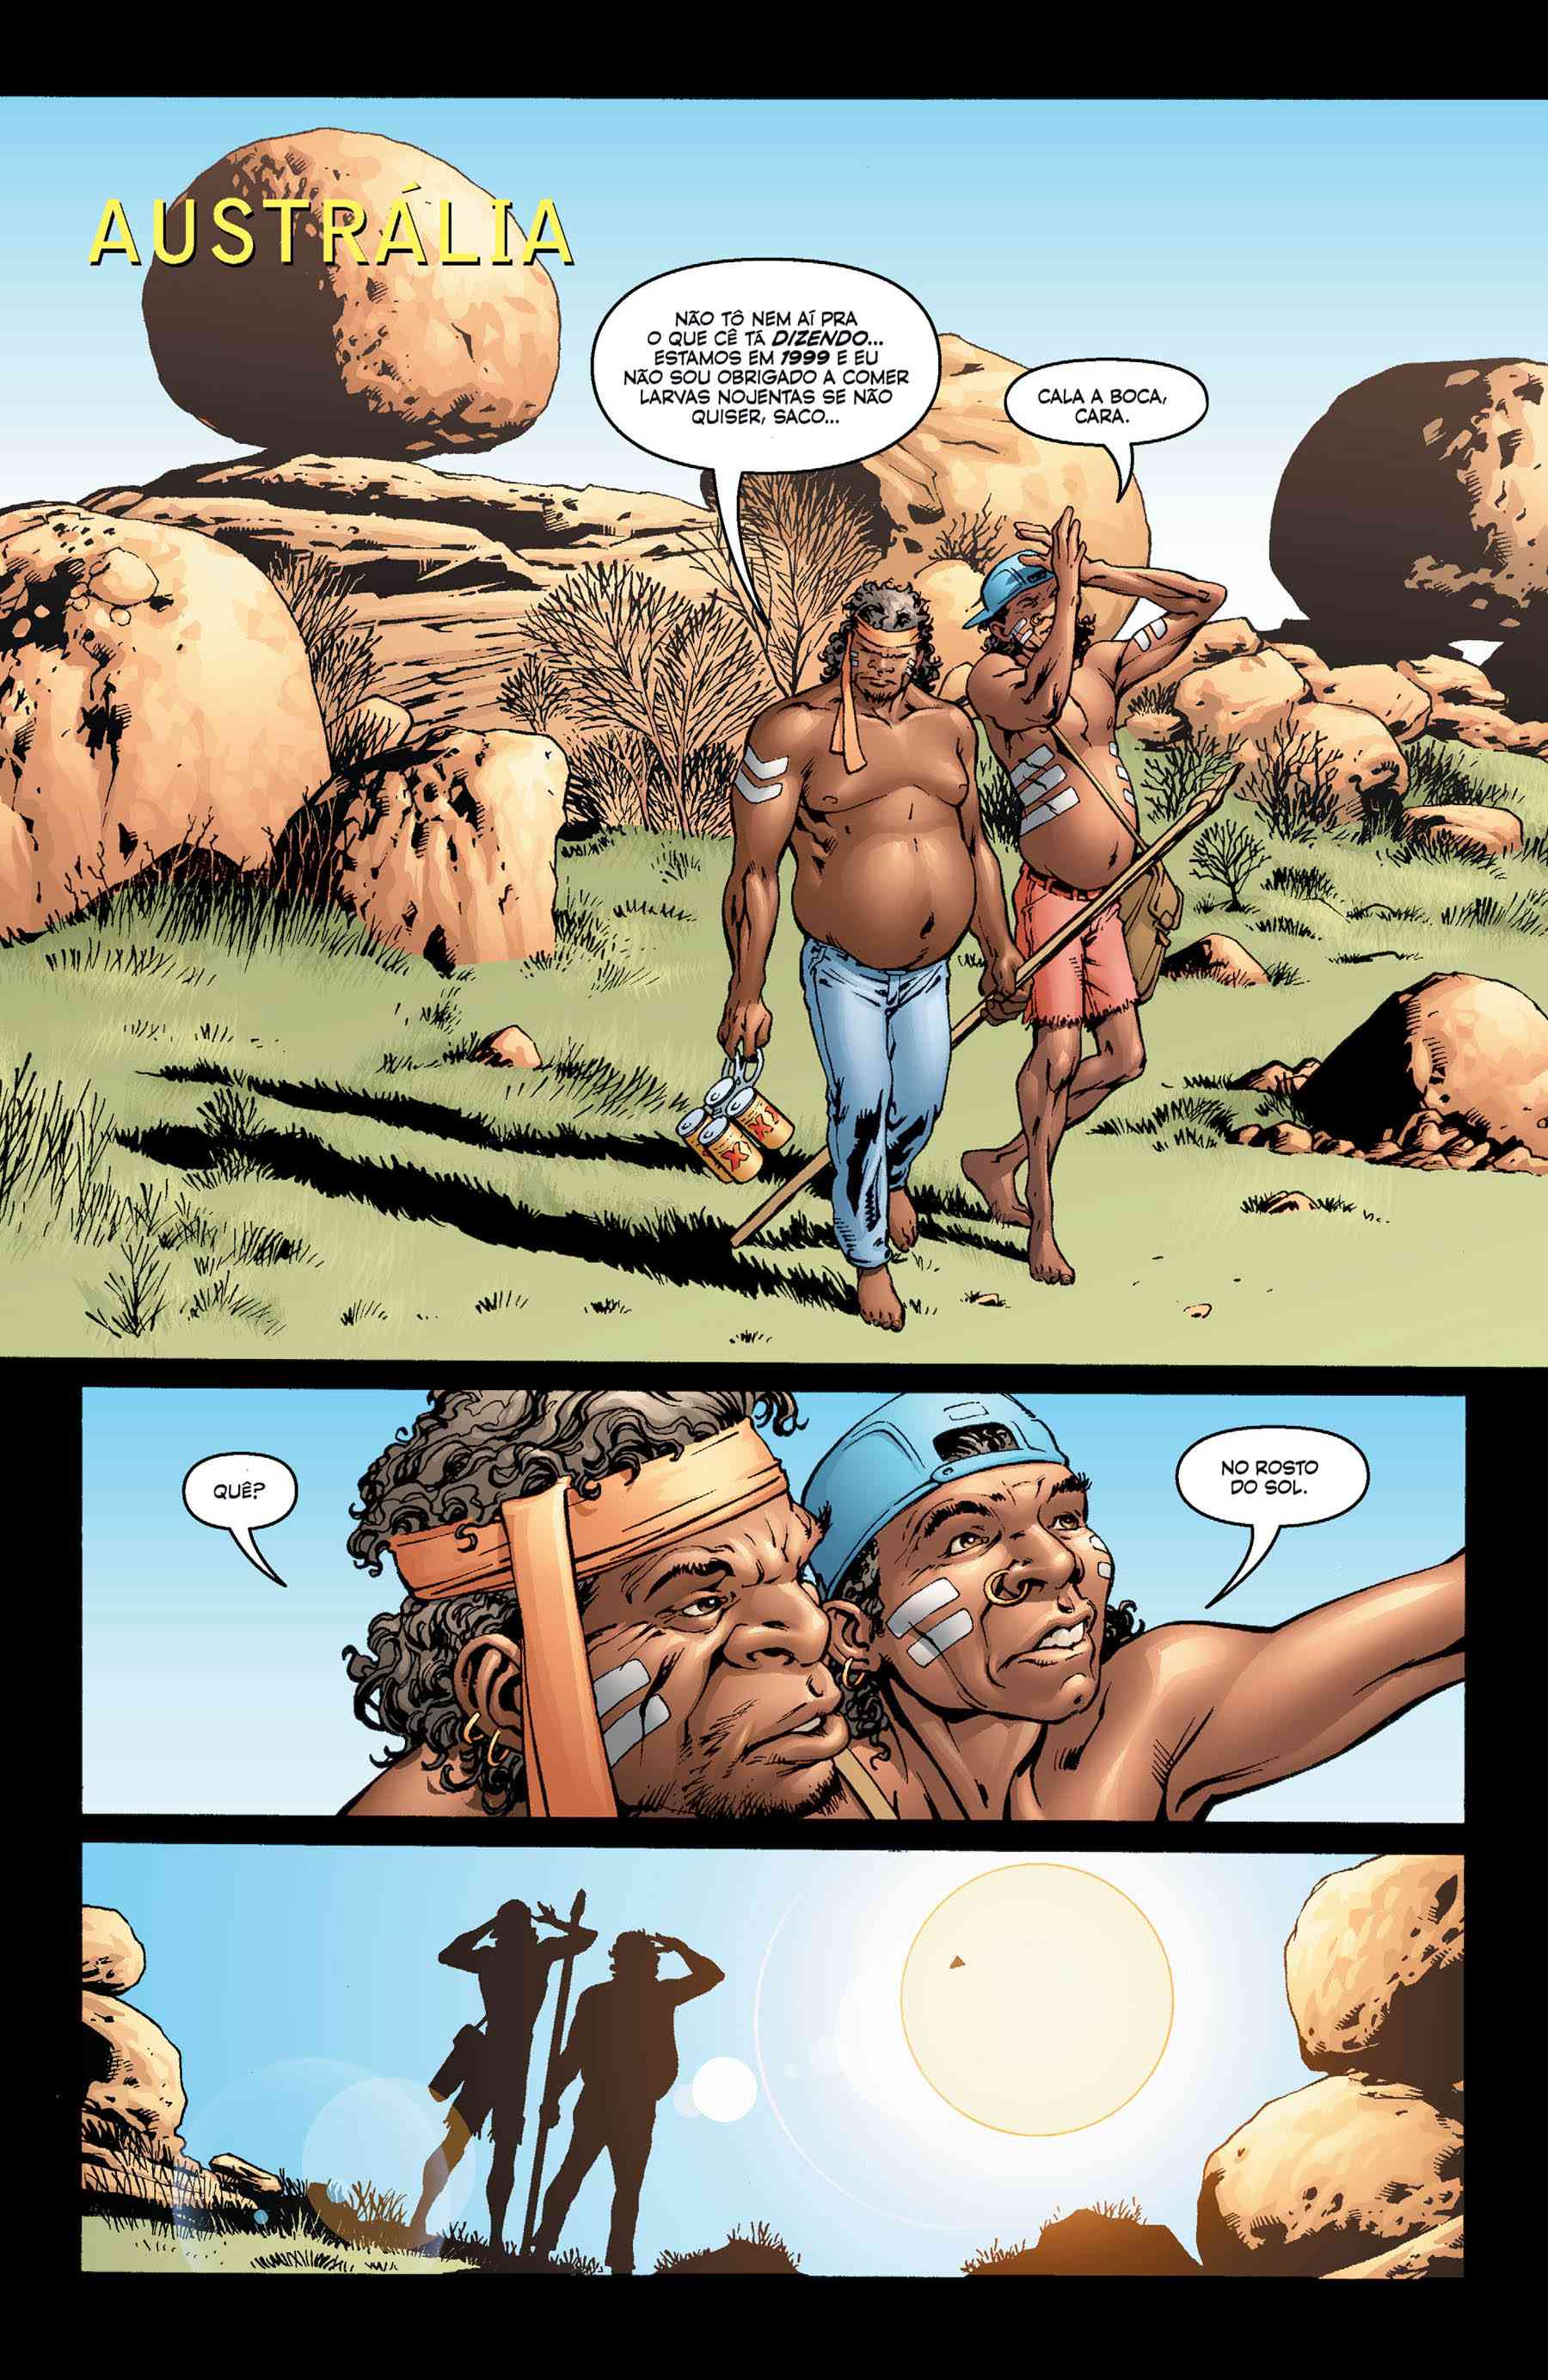 AUSTRÁLIA
NÃO TÔ NEM AÍ PRA
O QUE CÊ TÁ DIZENDO...
ESTAMOS EM 1999 E EU
NÃO SOU OBRIGADO A COMER
LARVAS NOJENTAS SE NÃO
QUISER, SACO...
CALA A BOCA,
CARA.
X
X
QUÊ?
NO ROSTO
DO SOL.